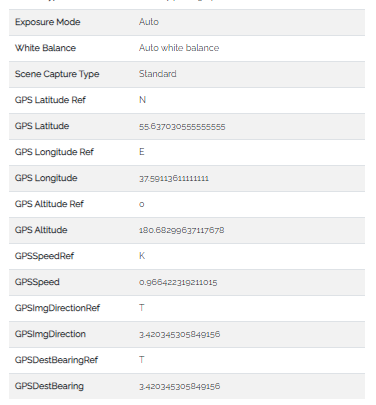 Exposure Mode Auto
White Balance Auto white balance
Scene Capture Type Standard
GPS Latitude Ref N
GPS Latitude 55.637030555555555
GPS Longitude Ref E
GPS Longitude 37.59113611111111
GPS Altitude Ref 0
GPS Altitude 180.68299637117678
GPSSpeedRef K
GPSSpeed 0.966422319211015
GPSImgDirectionRef T
GPSImgDirection 3.420345305849156
GPSDestBearingRef T
GPSDestBearing 3.420345305849156